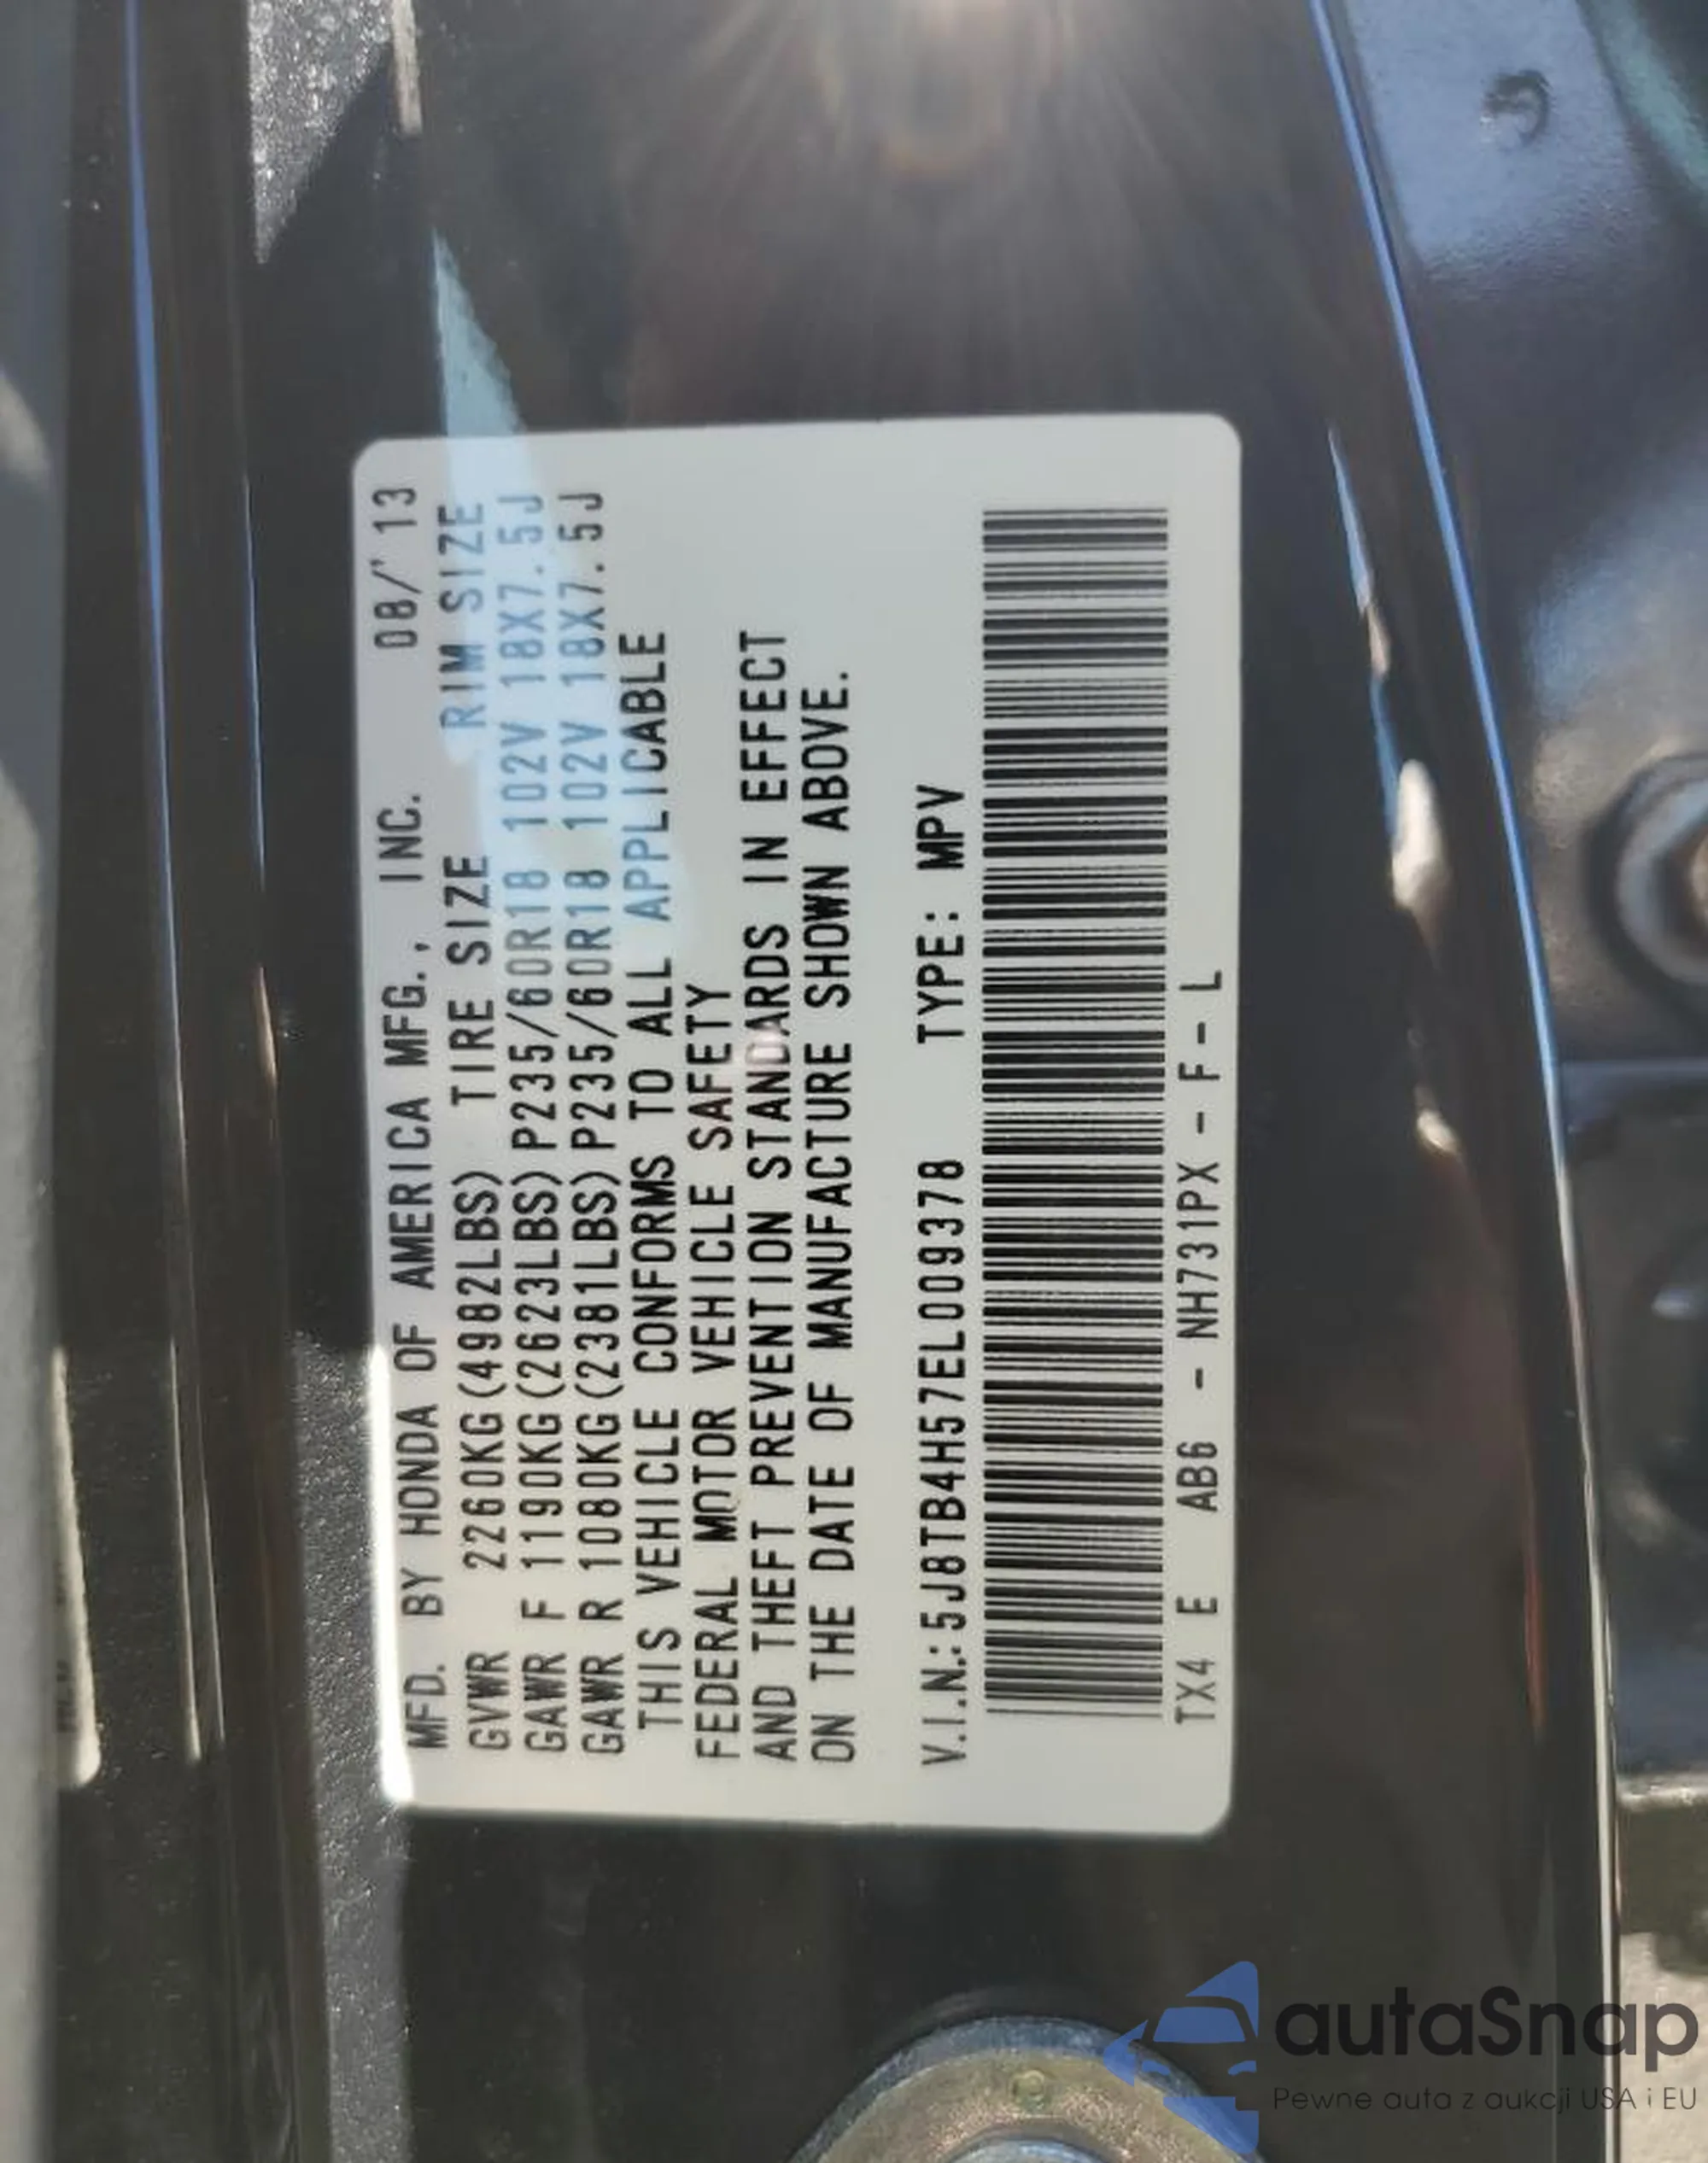 MFD. BY HONDA OF AMERICA MFG., INC. 08/'13
GVWR 2260KG(4982LBS) TIRE SIZE RIM SIZE
GAWR F 1190KG(2623LBS)P235/60R18 102V 18X7.5J
GAWR R 1080KG(2381LBS)P235/60R18 102V 18X7.5J
THIS VEHICLE CONFORMS TO ALL APPLICABLE
FEDERAL MOTOR VEHICLE SAFETY
AND THEFT PREVENTION STANDARDS IN EFFECT
ON THE DATE OF MANUFACTURE SHOWN ABOVE.
V.I.N.:5J8TB4H57EL009378 TYPE: MPV
TX4 E AB6 - NH731PX - F - L
autaSnap
Pewne auta z aukcji USA i EU